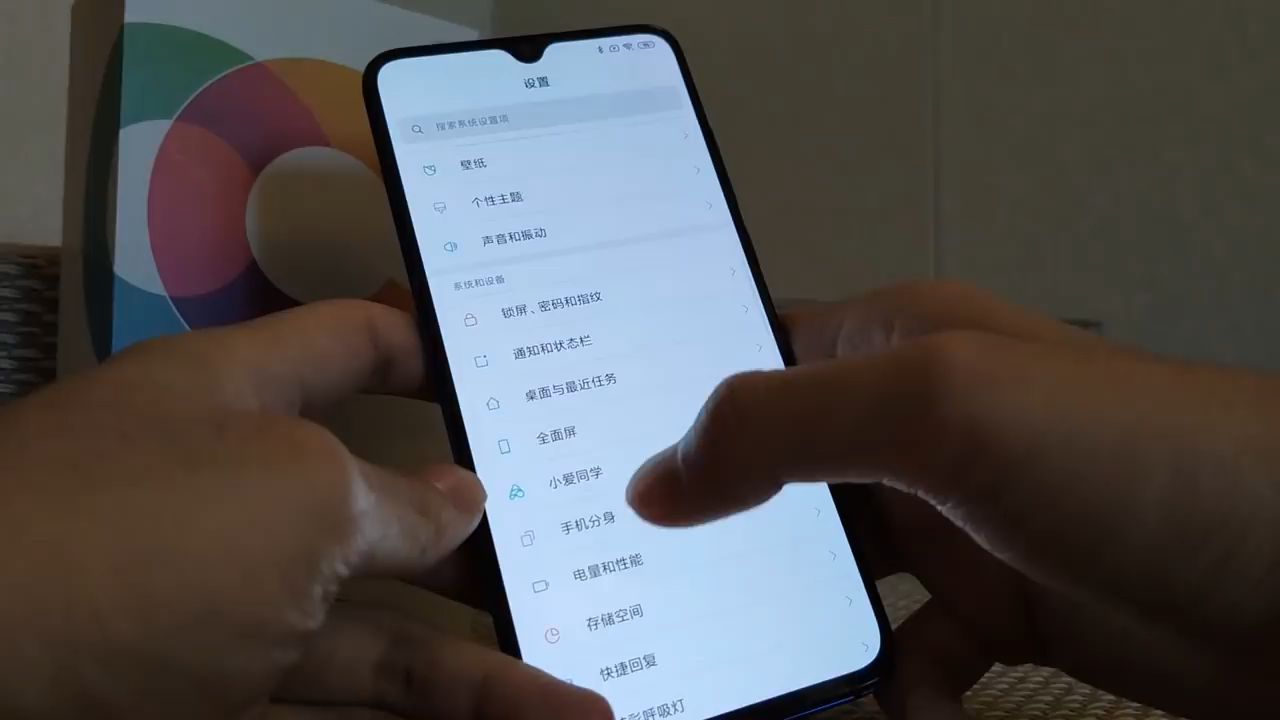 设置
搜索系统设置项
壁纸
个性主题
声音和振动
系统和设备
锁屏、密码和指纹
通知和状态栏
桌面与最近任务
全面屏
小爱同学
手机分身
电量和性能
存储空间
快捷回复
呼吸灯